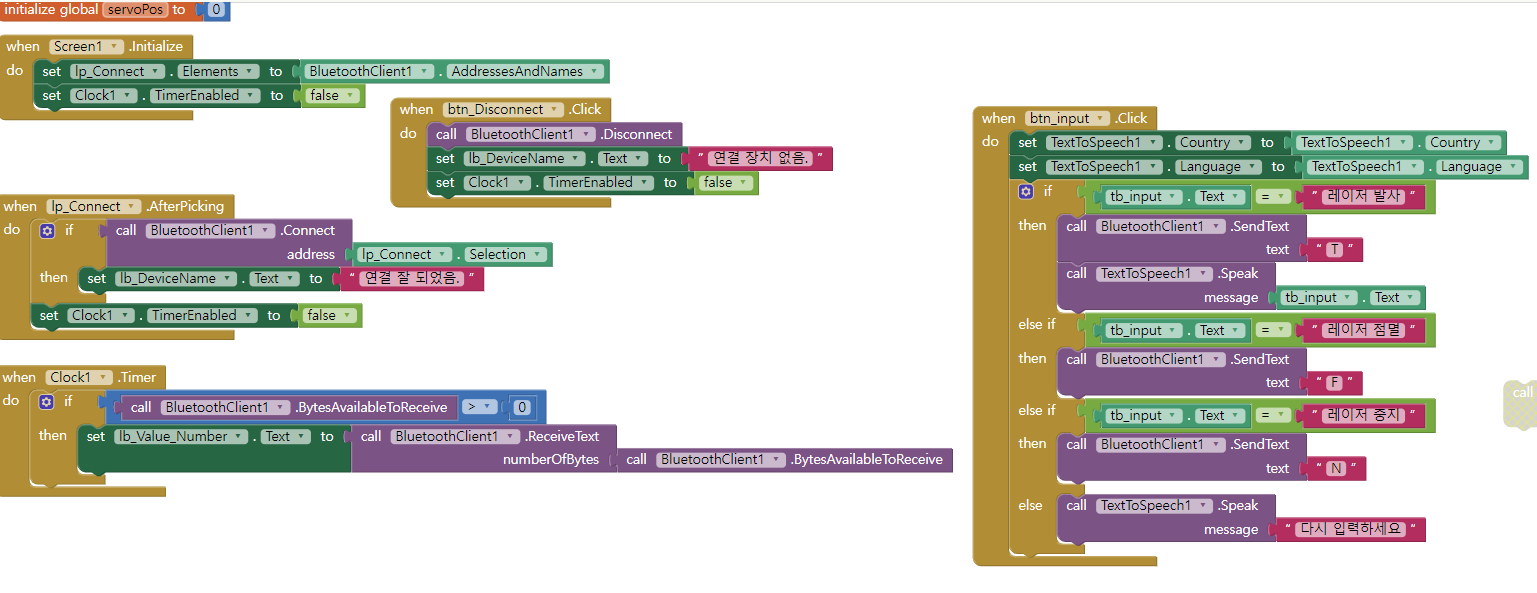 initialize global servoPos to 0
when Screen1 .Initialize
do set lp_Connect . Elements to BluetoothClient1 . AddressesAndNames
set Clock1 . TimerEnabled to false
when btn_Disconnect .Click
do call BluetoothClient1 .Disconnect
set lb_DeviceName . Text to " 연결 장치 없음. "
set Clock1 . TimerEnabled to false
when lp_Connect .AfterPicking
do if call BluetoothClient1 .Connect
address lp_Connect . Selection
then set lb_DeviceName . Text to " 연결 잘 되었음. "
set Clock1 . TimerEnabled to false
when Clock1 .Timer
do if call BluetoothClient1 .BytesAvailableToReceive > 0
then set lb_Value_Number . Text to call BluetoothClient1 .ReceiveText
numberOfBytes call BluetoothClient1 .BytesAvailableToReceive
when btn_input .Click
do set TextToSpeech1 . Country to TextToSpeech1 . Country
set TextToSpeech1 . Language to TextToSpeech1 . Language
if tb_input . Text = " 레이저 발사 "
then call BluetoothClient1 .SendText
text " T "
call TextToSpeech1 .Speak
message tb_input . Text
else if tb_input . Text = " 레이저 점멸 "
then call BluetoothClient1 .SendText
text " F "
else if tb_input . Text = " 레이저 중지 "
then call BluetoothClient1 .SendText
text " N "
else call TextToSpeech1 .Speak
message " 다시 입력하세요 "
call